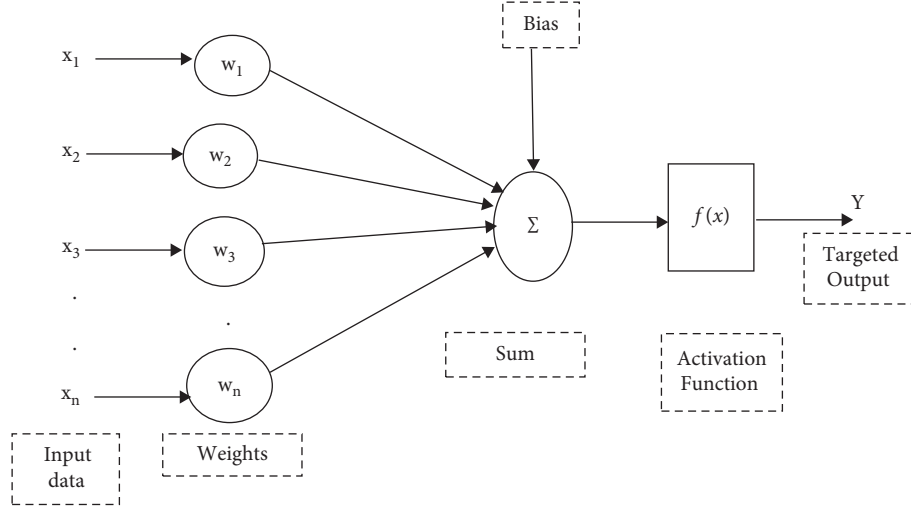 Bias
x₁
w₁
x₂
w₂
x₃
w₃
.
.
.
xₙ
wₙ
Σ
f(x)
Y
Targeted
Output
Sum
Activation
Function
Weights
Input
data